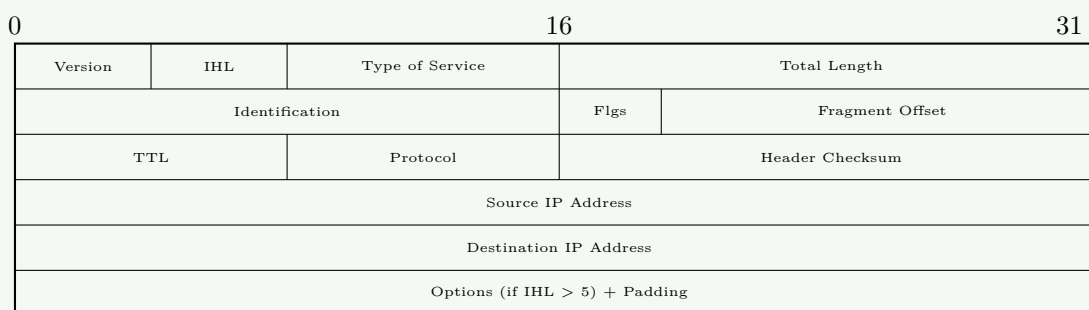 0 16 31
Version IHL Type of Service Total Length
Identification Flgs Fragment Offset
TTL Protocol Header Checksum
Source IP Address
Destination IP Address
Options (if IHL > 5) + Padding